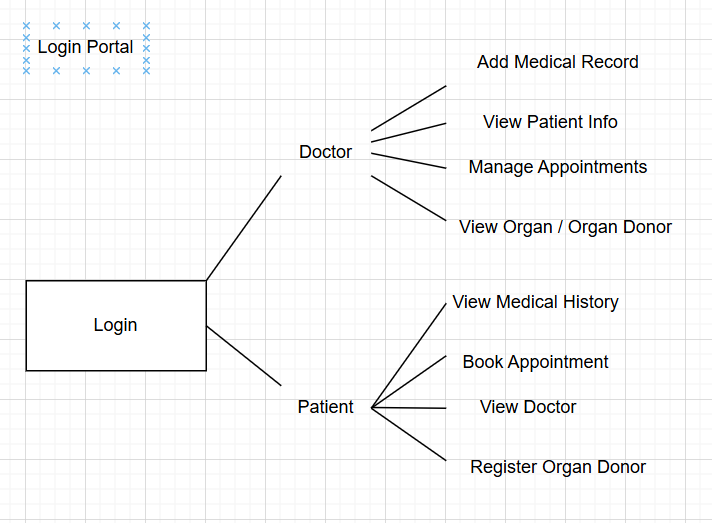 Login Portal
Add Medical Record
View Patient Info
Doctor
Manage Appointments
View Organ / Organ Donor
Login
View Medical History
Book Appointment
Patient
View Doctor
Register Organ Donor